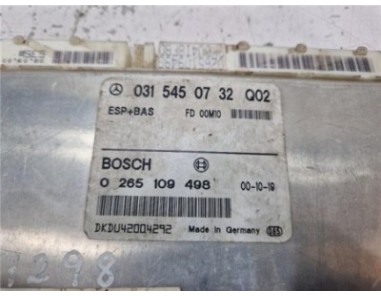 031 545 07 32 Q02
ESP+BAS FD 00M10
BOSCH
0 265 109 498 00-10-19
DKDU42004292 Made in Germany
7298